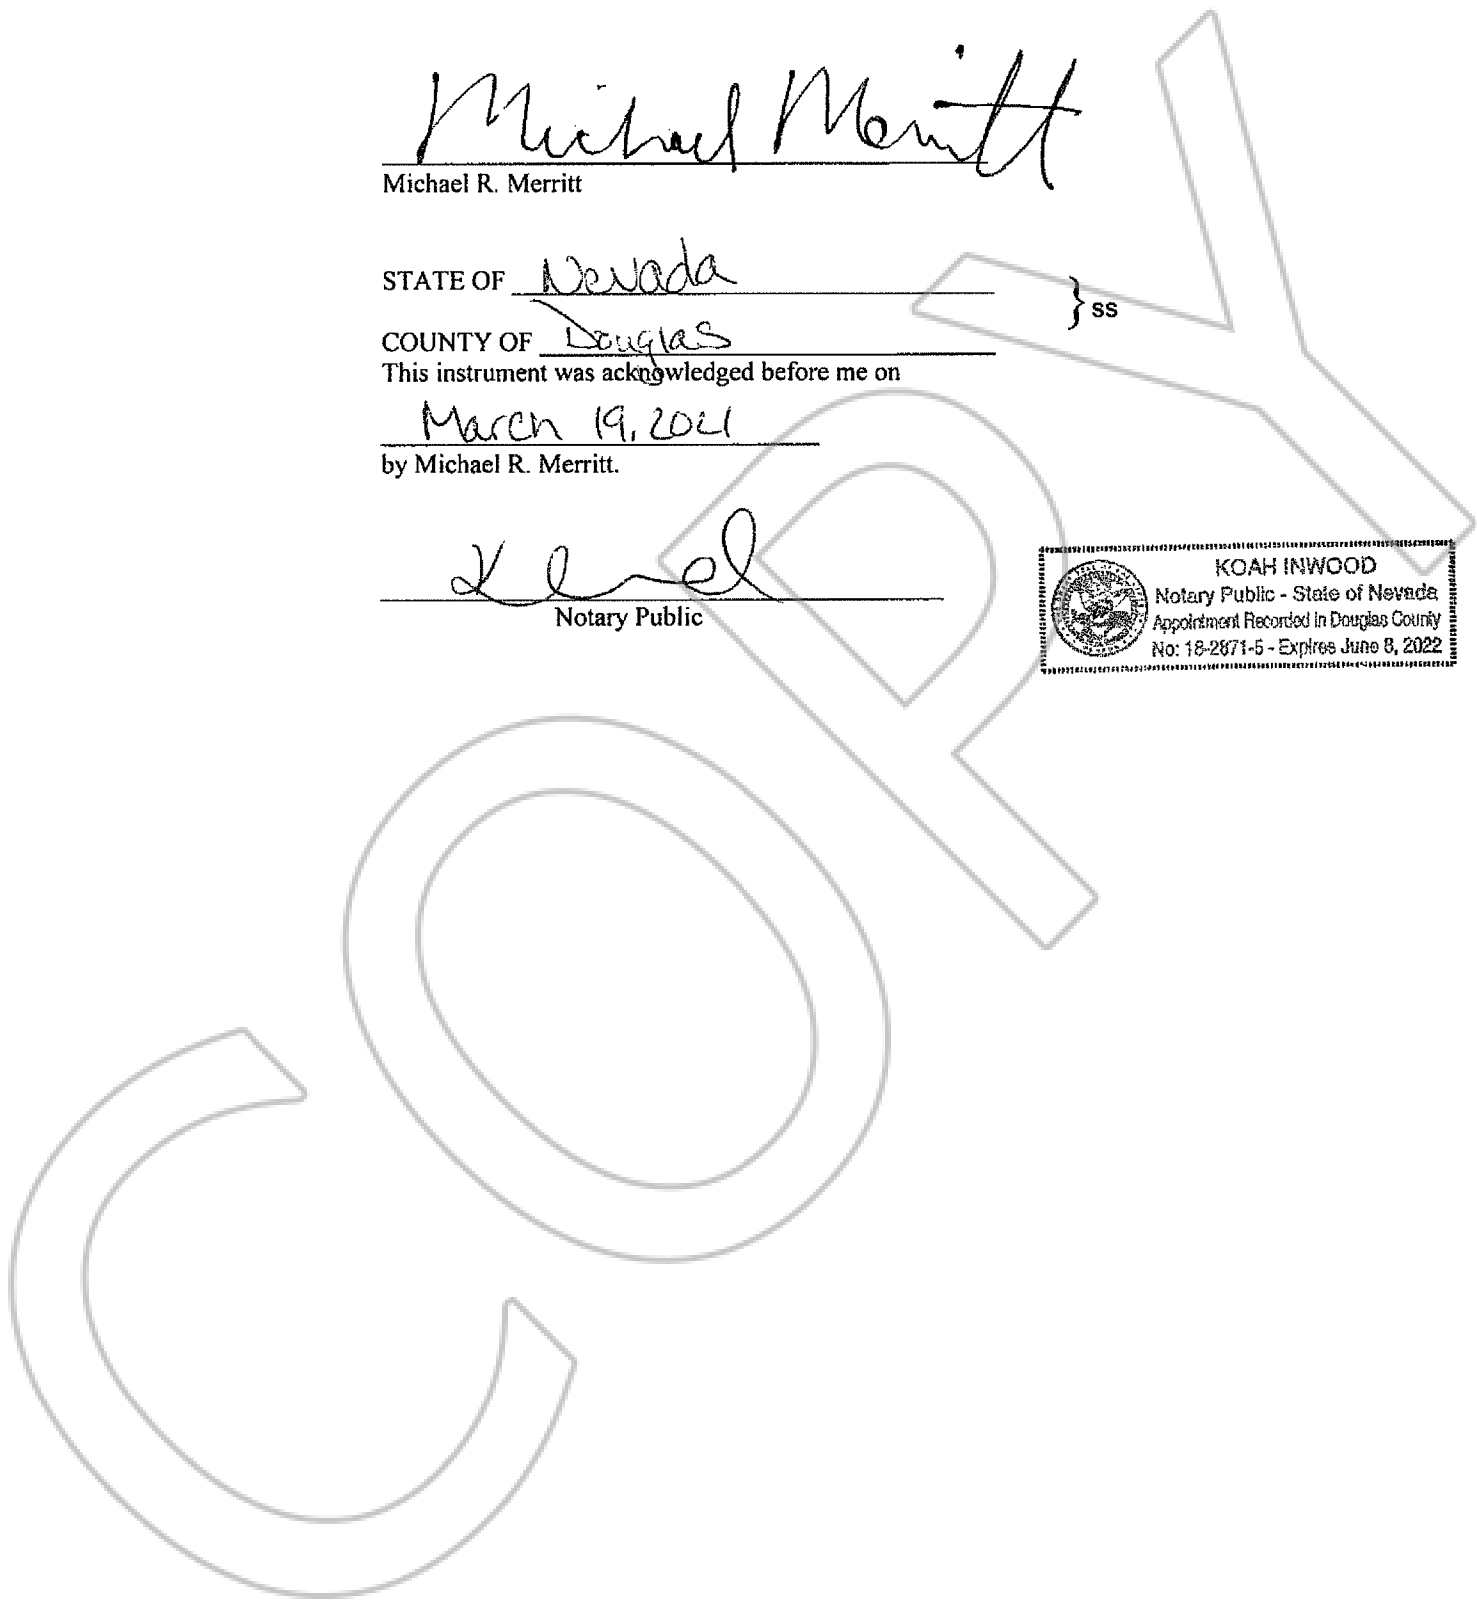 Michael Merritt
Michael R. Merritt
STATE OF Nevada
} ss
COUNTY OF Douglas
This instrument was acknowledged before me on
March 19, 2021
by Michael R. Merritt.
Notary Public
KOAH INWOOD
Notary Public - State of Nevada
Appointment Recorded in Douglas County
No: 18-2871-5 - Expires June 8, 2022
COPY